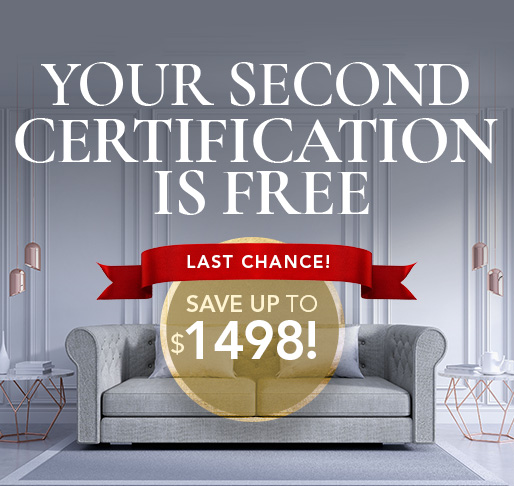 YOUR SECOND
CERTIFICATION
IS FREE
LAST CHANCE!
SAVE UP TO
$1498!